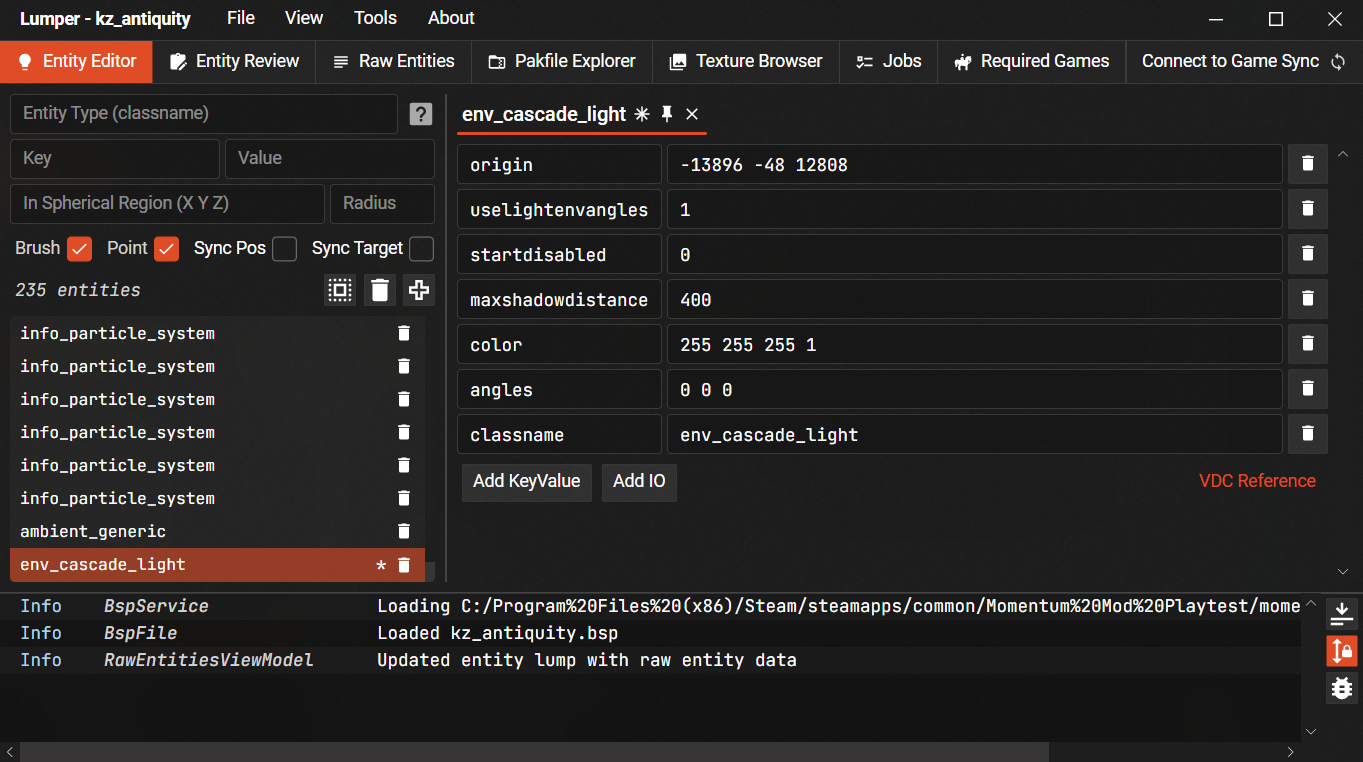 Lumper - kz_antiquity File View Tools About
Entity Editor Entity Review Raw Entities Pakfile Explorer Texture Browser Jobs Required Games Connect to Game Sync
Entity Type (classname) ?
Key Value
In Spherical Region (X Y Z) Radius
Brush Point Sync Pos Sync Target
235 entities
info_particle_system
info_particle_system
info_particle_system
info_particle_system
info_particle_system
info_particle_system
ambient_generic
env_cascade_light *
env_cascade_light
origin -13896 -48 12808
uselightenvangles 1
startdisabled 0
maxshadowdistance 400
color 255 255 255 1
angles 0 0 0
classname env_cascade_light
Add KeyValue Add IO VDC Reference
Info BspService Loading C:/Program%20Files%20(x86)/Steam/steamapps/common/Momentum%20Mod%20Playtest/mome
Info BspFile Loaded kz_antiquity.bsp
Info RawEntitiesViewModel Updated entity lump with raw entity data